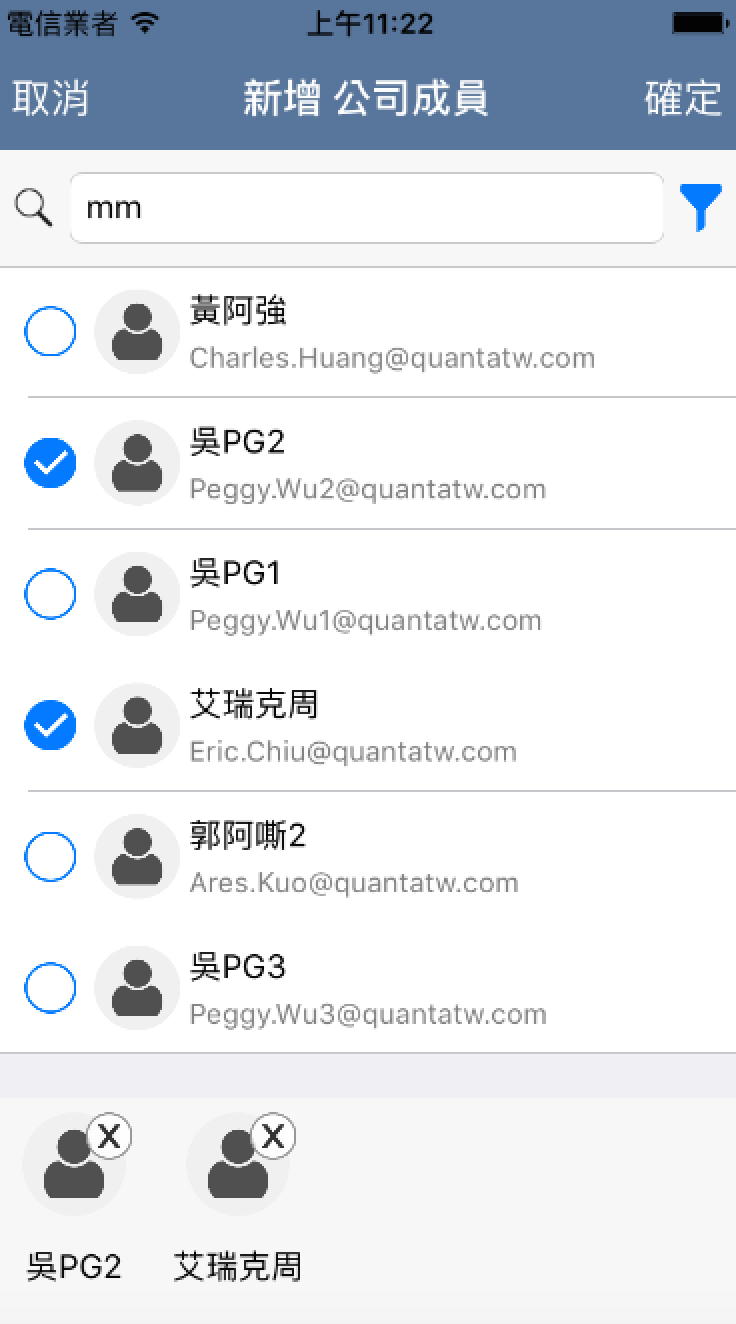 電信業者 上午11:22
取消 新增 公司成員 確定
mm
黃阿強
Charles.Huang@quantatw.com
吳PG2
Peggy.Wu2@quantatw.com
吳PG1
Peggy.Wu1@quantatw.com
艾瑞克周
Eric.Chiu@quantatw.com
郭阿嘶2
Ares.Kuo@quantatw.com
吳PG3
Peggy.Wu3@quantatw.com
X X
吳PG2 艾瑞克周